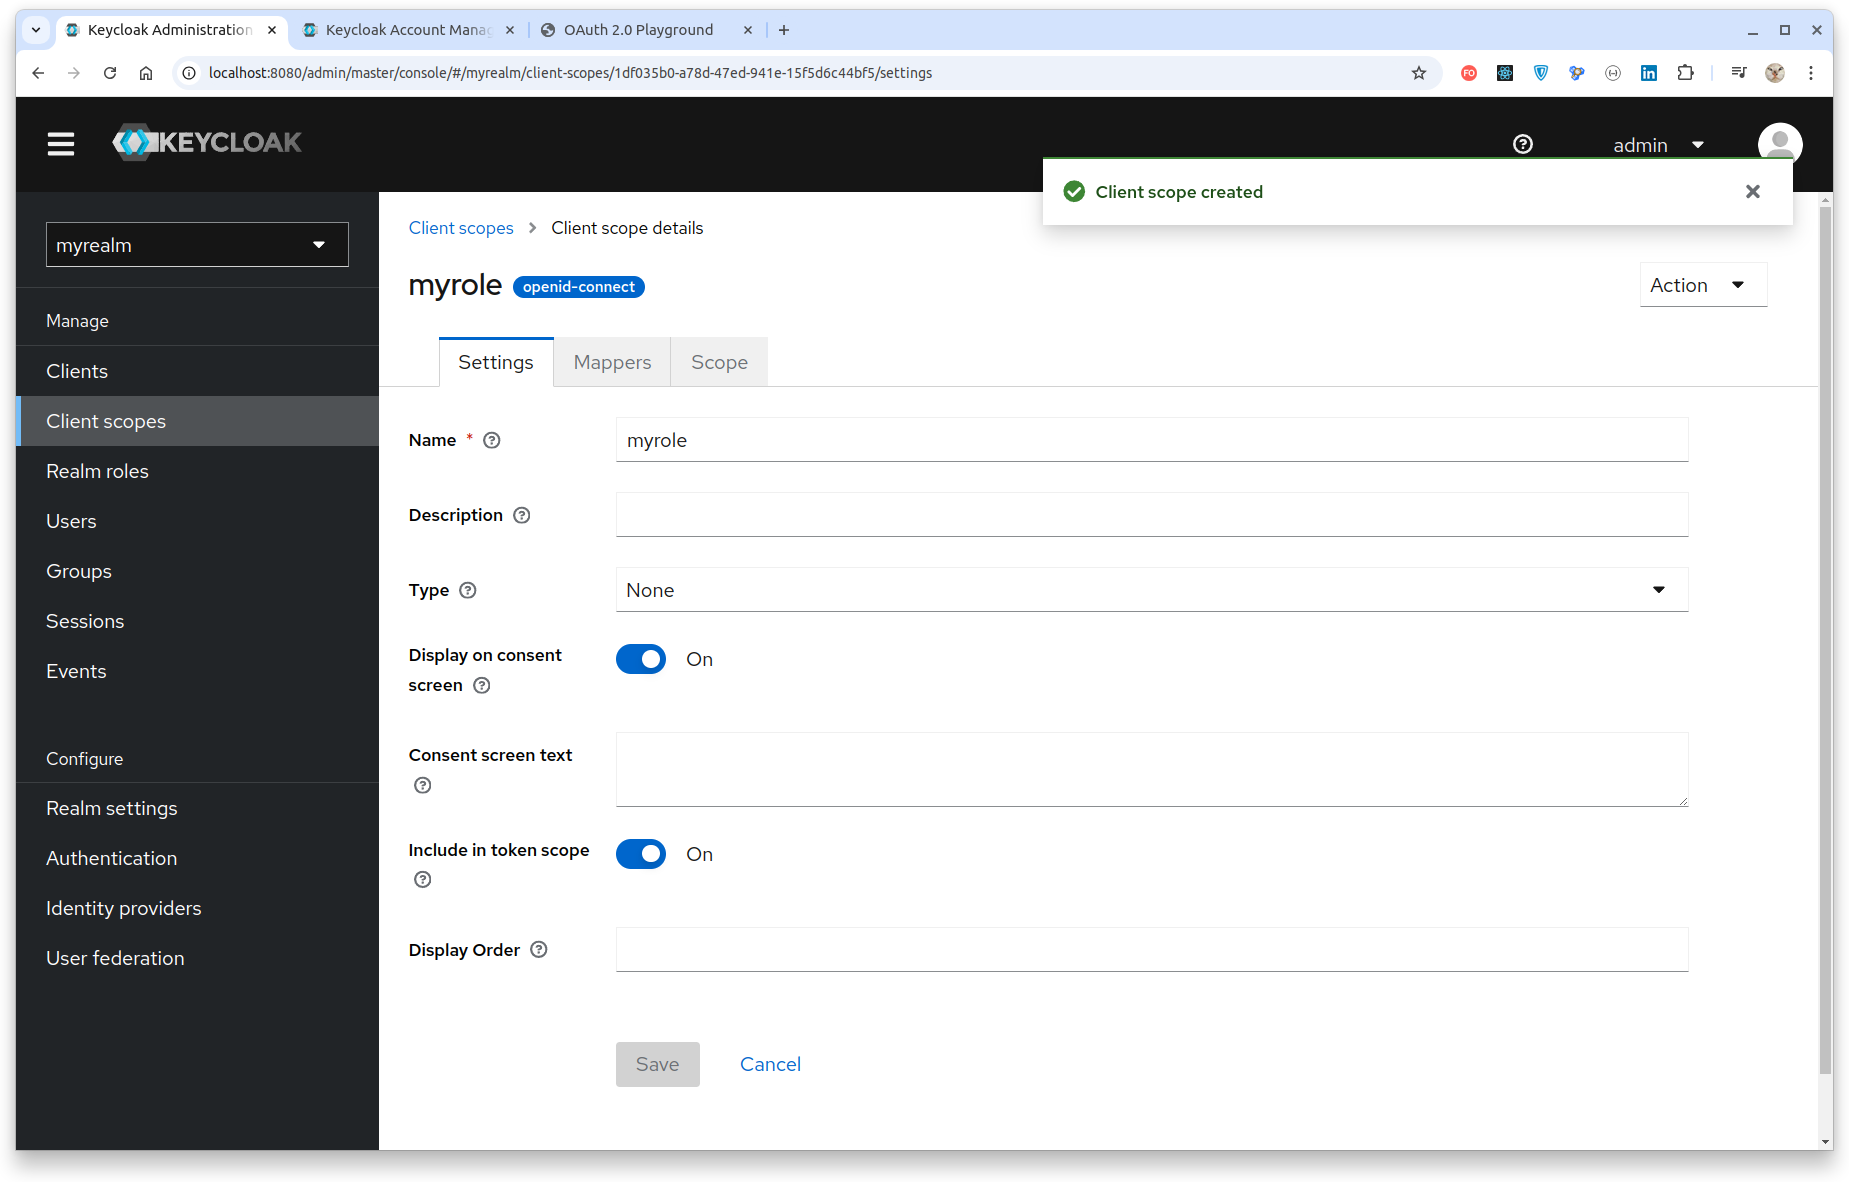 Keycloak Administration
Keycloak Account Manag
OAuth 2.0 Playground
localhost:8080/admin/master/console/#/myrealm/client-scopes/1df035b0-a78d-47ed-941e-15f5d6c44bf5/settings
FO
in
KEYCLOAK
admin
Client scope created
myrealm
Manage
Clients
Client scopes
Realm roles
Users
Groups
Sessions
Events
Configure
Realm settings
Authentication
Identity providers
User federation
Client scopes > Client scope details
myrole openid-connect
Action
Settings Mappers Scope
Name * myrole
Description
Type None
Display on consent screen On
Consent screen text
Include in token scope On
Display Order
Save Cancel